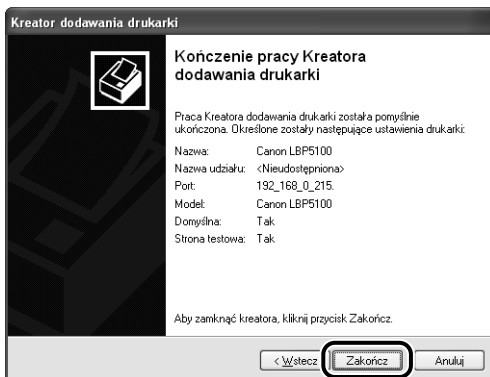 Kreator dodawania drukarki
Kończenie pracy Kreatora
dodawania drukarki
Praca Kreatora dodawania drukarki została pomyślnie
ukończona. Określone zostały następujące ustawienia drukarki:
Nazwa: Canon LBP5100
Nazwa udziału: <Nieudostępniona>
Port: 192_168_0_215.
Model: Canon LBP5100
Domyślna: Tak
Strona testowa: Tak
Aby zamknąć kreatora, kliknij przycisk Zakończ.
< Wstecz Zakończ Anuluj